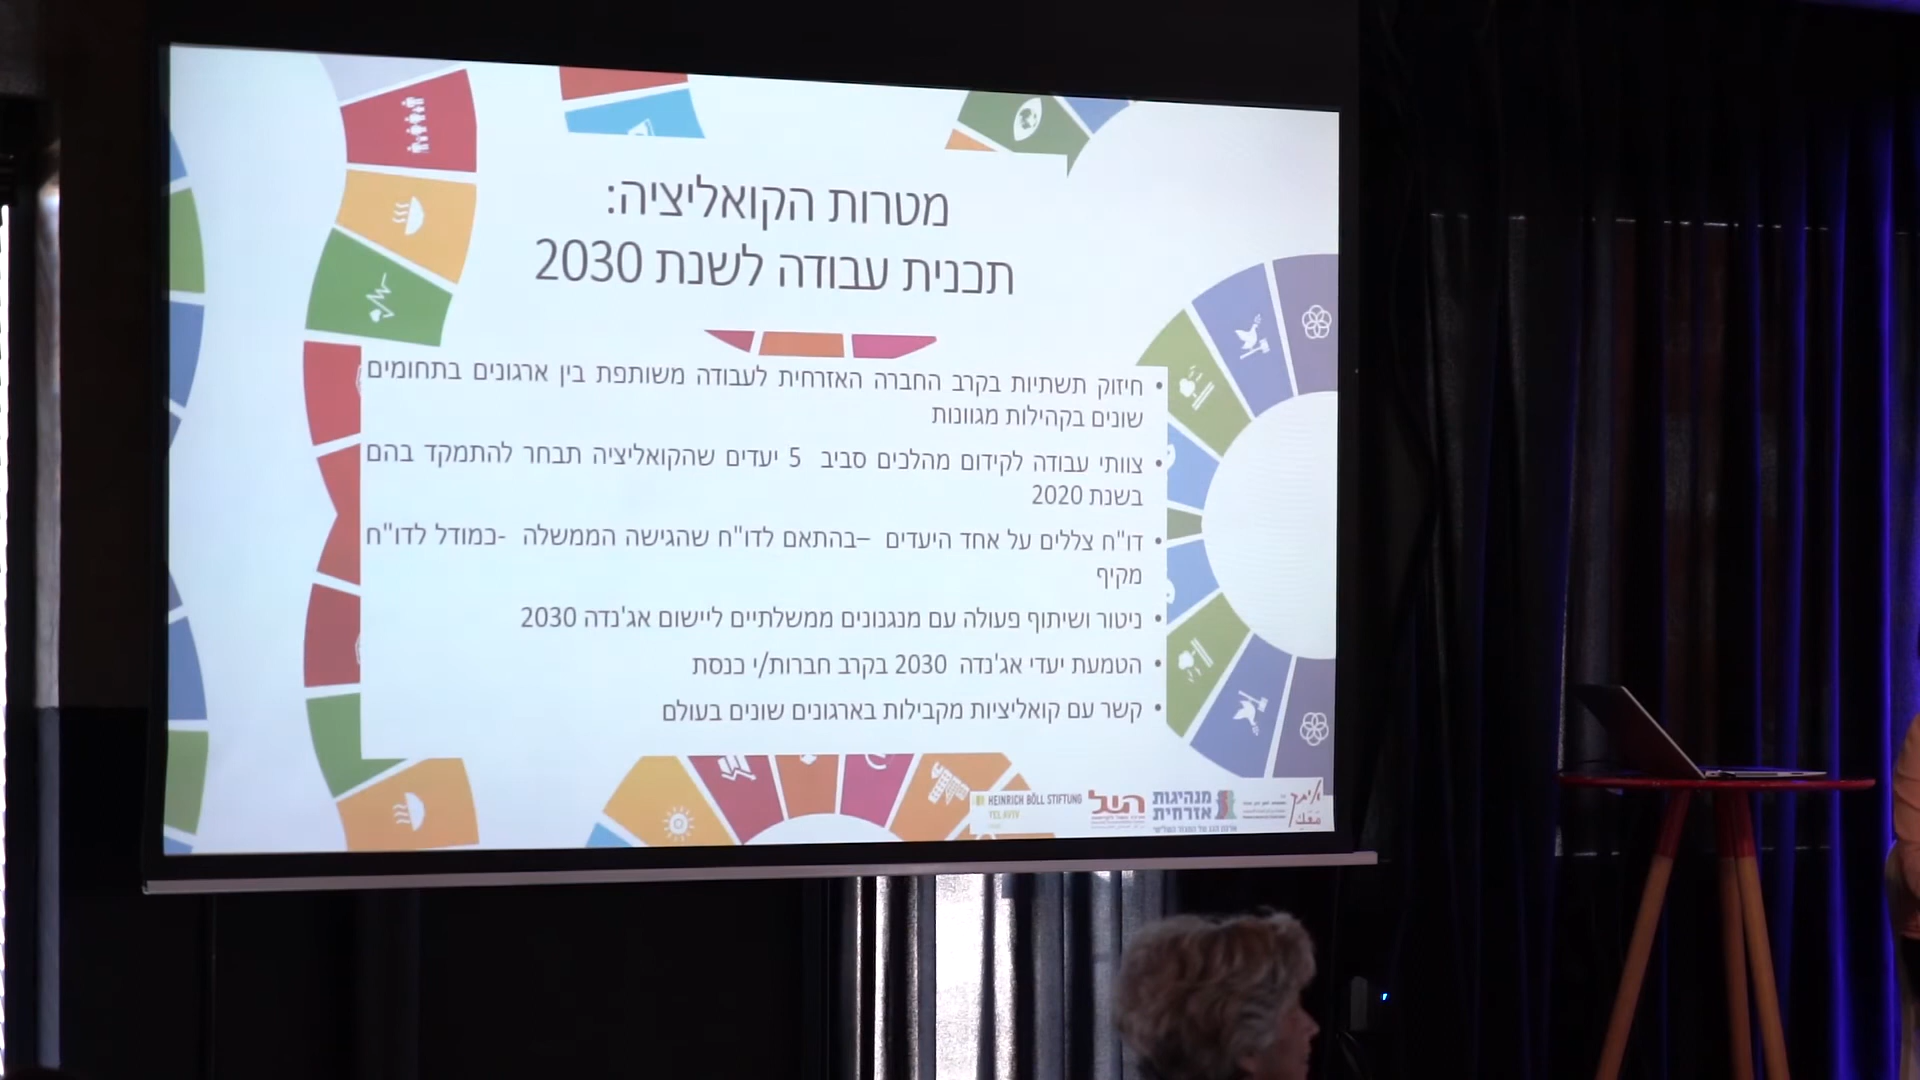 מטרות הקואליציה:
תכנית עבודה לשנת 2030
• חיזוק תשתיות בקרב החברה האזרחית לעבודה משותפת בין ארגונים בתחומים
שונים בקהילות מגוונות
• צוותי עבודה לקידום מהלכים סביב 5 יעדים שהקואליציה תבחר להתמקד בהם
בשנת 2020
• דו"ח צללים על אחד היעדים –בהתאם לדו"ח שהגישה הממשלה -כמודל לדו"ח
מקיף
• ניטור ושיתוף פעולה עם מנגנונים ממשלתיים ליישום אג'נדה 2030
• הטמעת יעדי אג'נדה 2030 בקרב חברות/י כנסת
• קשר עם קואליציות מקבילות בארגונים שונים בעולם
HEINRICH BÖLL STIFTUNG
TEL AVIV
השל
מנהיגות
אזרחית
איתך